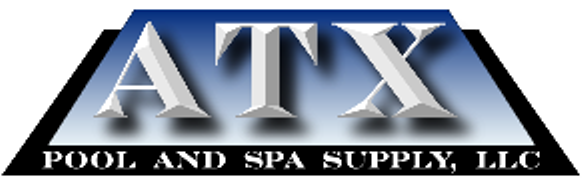 ATX
POOL AND SPA SUPPLY, LLC